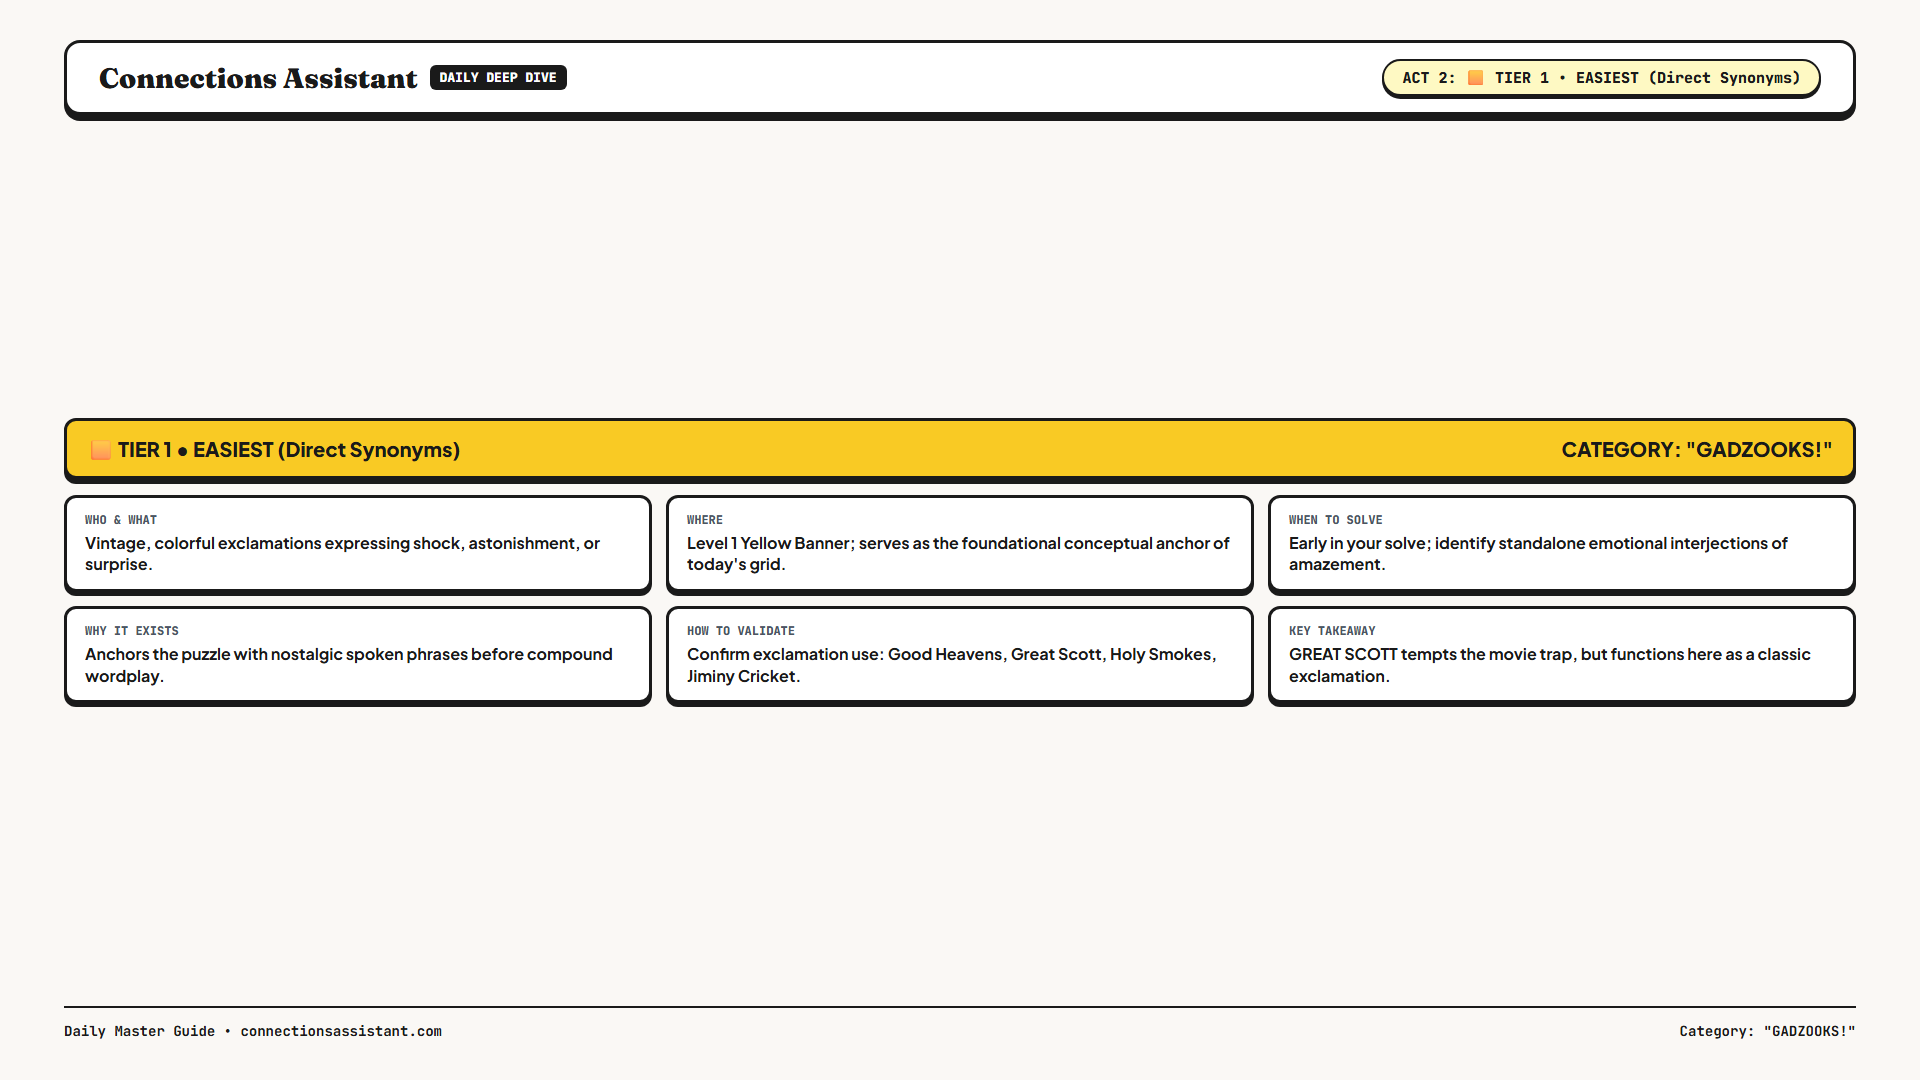 Connections Assistant DAILY DEEP DIVE
ACT 2: 🟨 TIER 1 • EASIEST (Direct Synonyms)
🟨 TIER 1 • EASIEST (Direct Synonyms)
CATEGORY: "GADZOOKS!"
WHO & WHAT
Vintage, colorful exclamations expressing shock, astonishment, or
surprise.
WHERE
Level 1 Yellow Banner; serves as the foundational conceptual anchor of
today's grid.
WHEN TO SOLVE
Early in your solve; identify standalone emotional interjections of
amazement.
WHY IT EXISTS
Anchors the puzzle with nostalgic spoken phrases before compound
wordplay.
HOW TO VALIDATE
Confirm exclamation use: Good Heavens, Great Scott, Holy Smokes,
Jiminy Cricket.
KEY TAKEAWAY
GREAT SCOTT tempts the movie trap, but functions here as a classic
exclamation.
Daily Master Guide • connectionsassistant.com
Category: "GADZOOKS!"